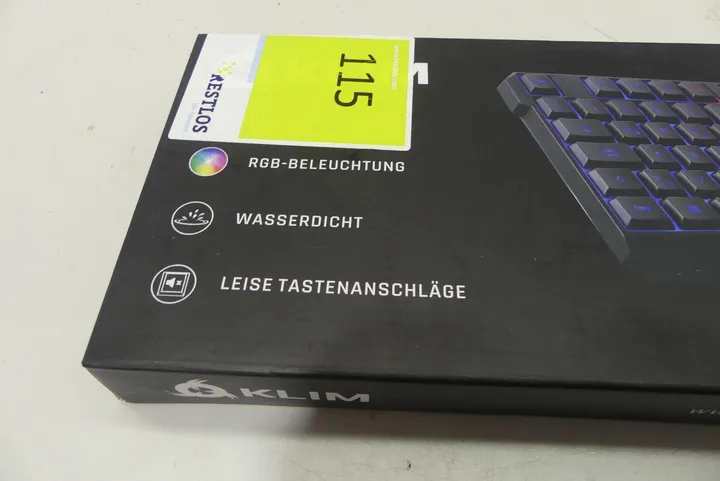 RESTLOS
115
M
RGB-BELEUCHTUNG
WASSERDICHT
LEISE TASTENANSCHLÄGE
KLIM